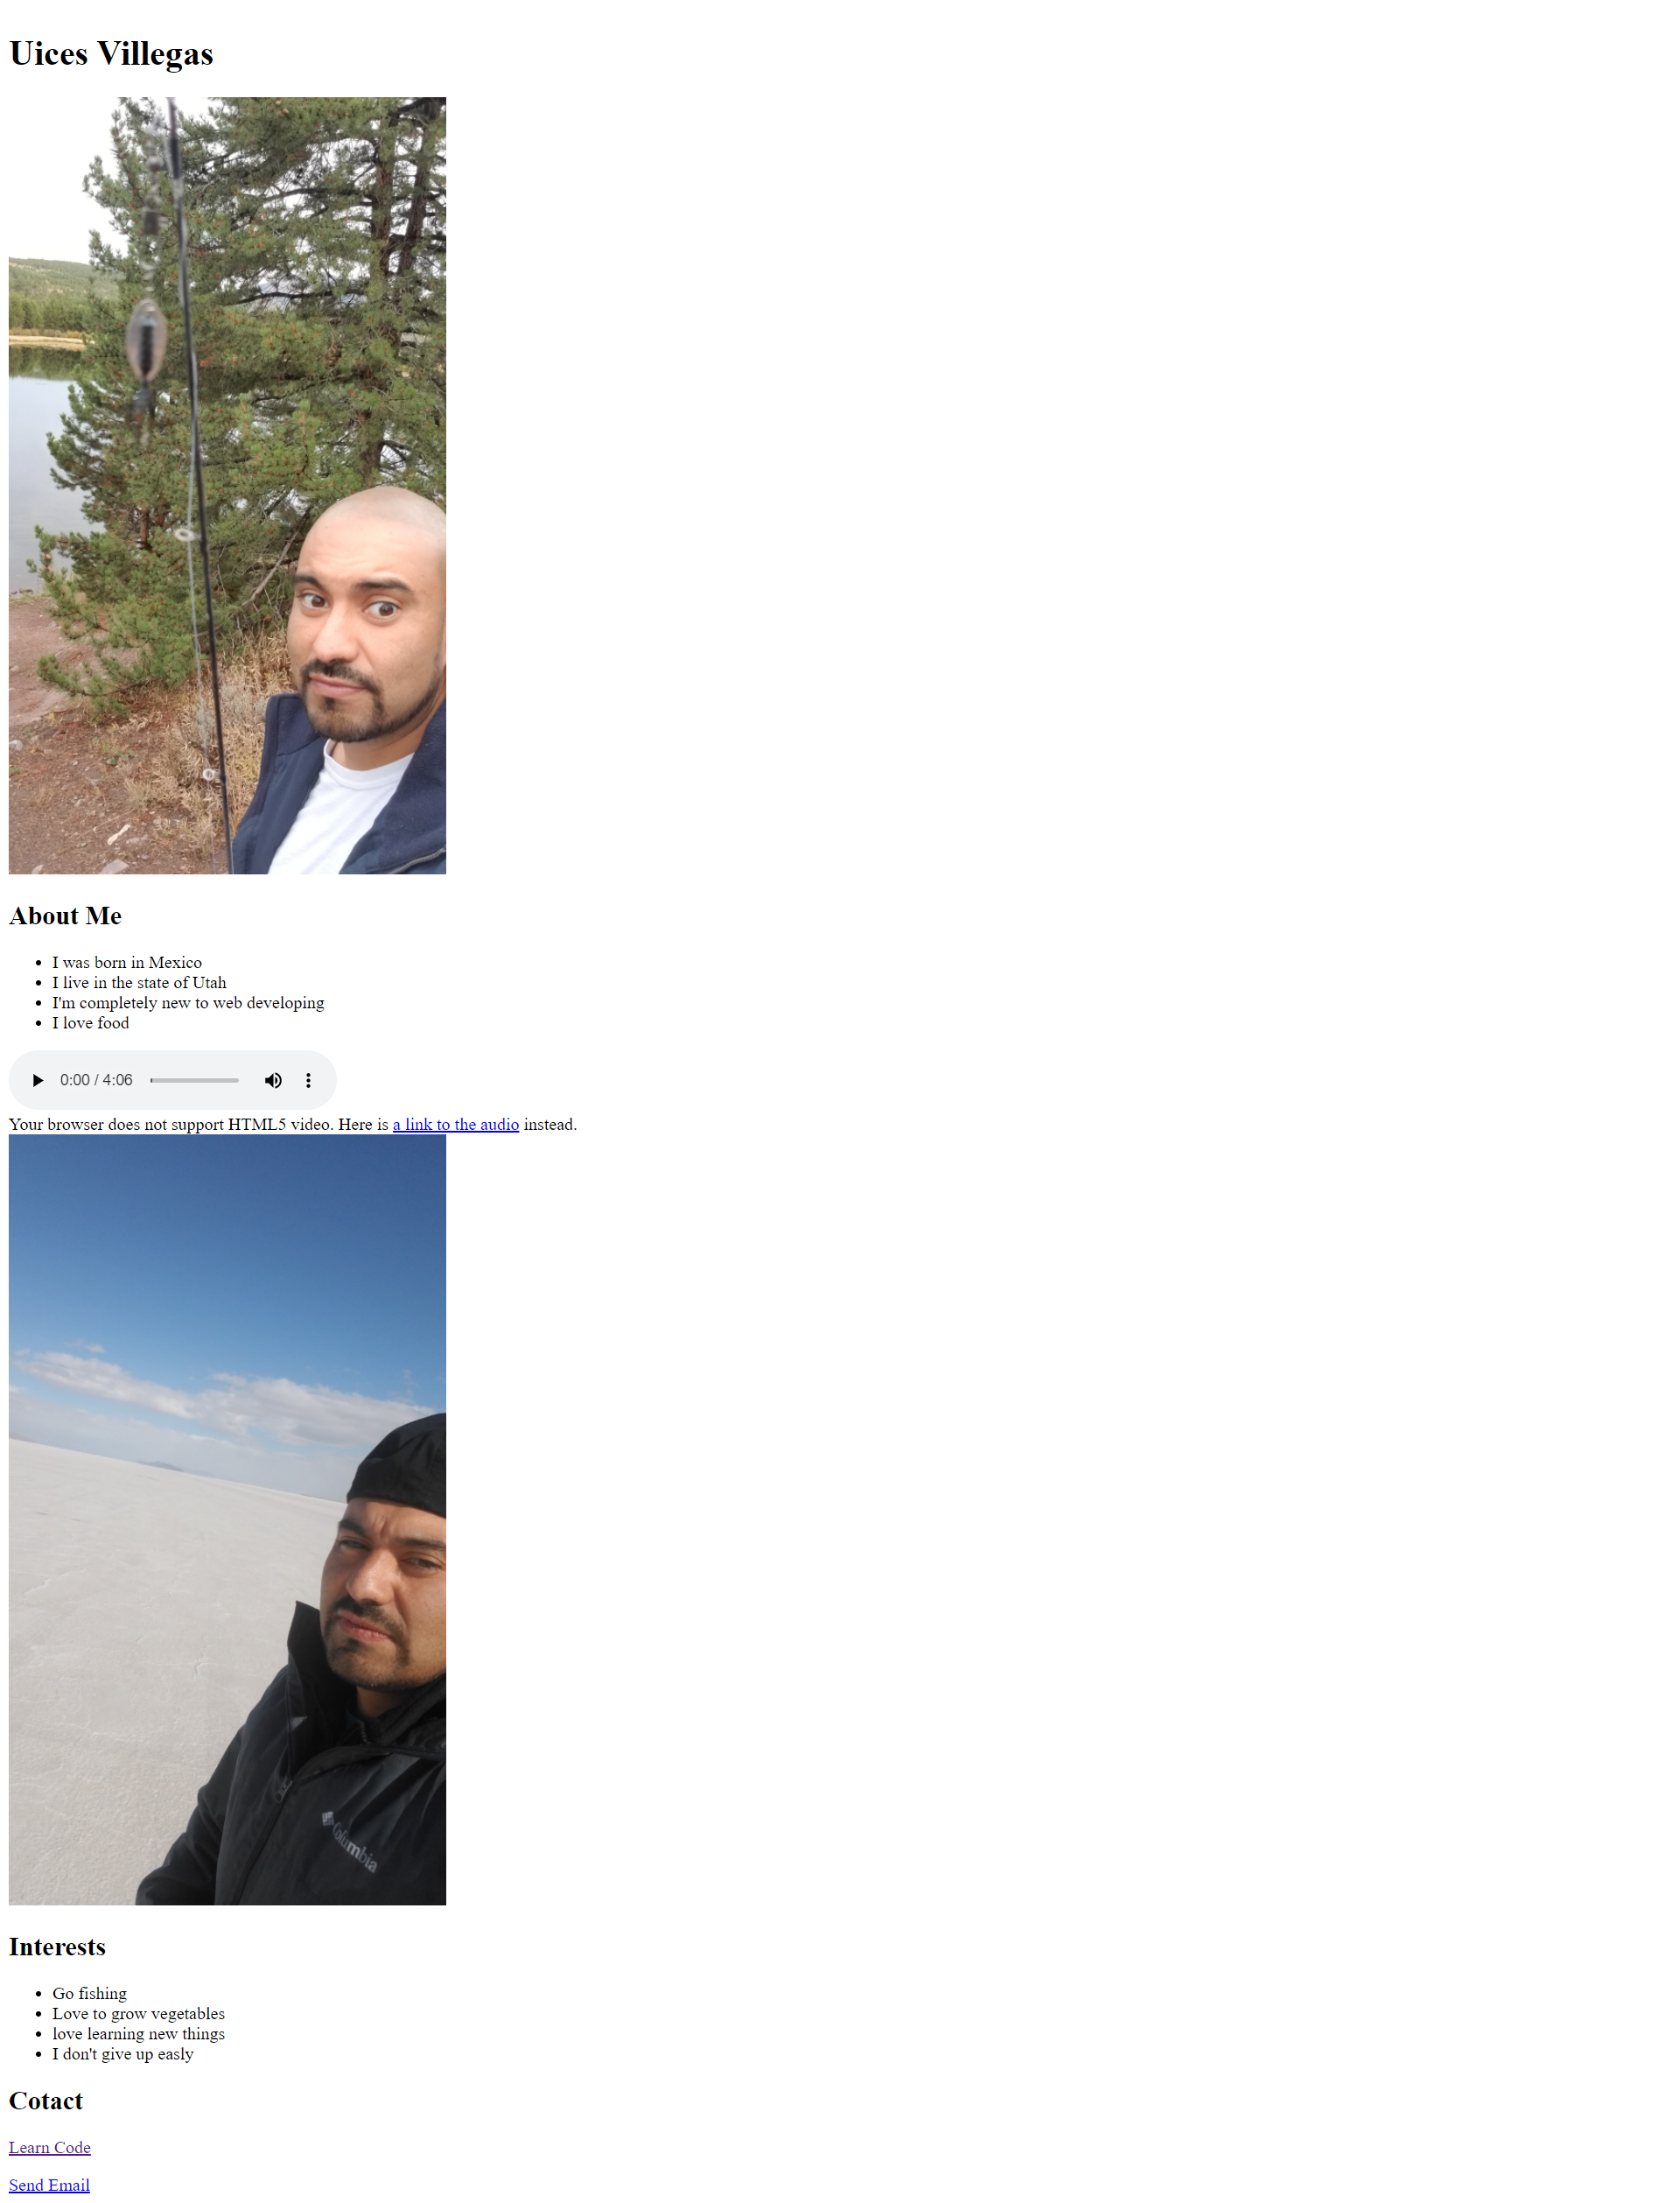 Uices Villegas
About Me
I was born in Mexico
I live in the state of Utah
I'm completely new to web developing
I love food
0:00 / 4:06
Your browser does not support HTML5 video. Here is a link to the audio instead.
Columbia
Interests
Go fishing
Love to grow vegetables
love learning new things
I don't give up easly
Cotact
Learn Code
Send Email